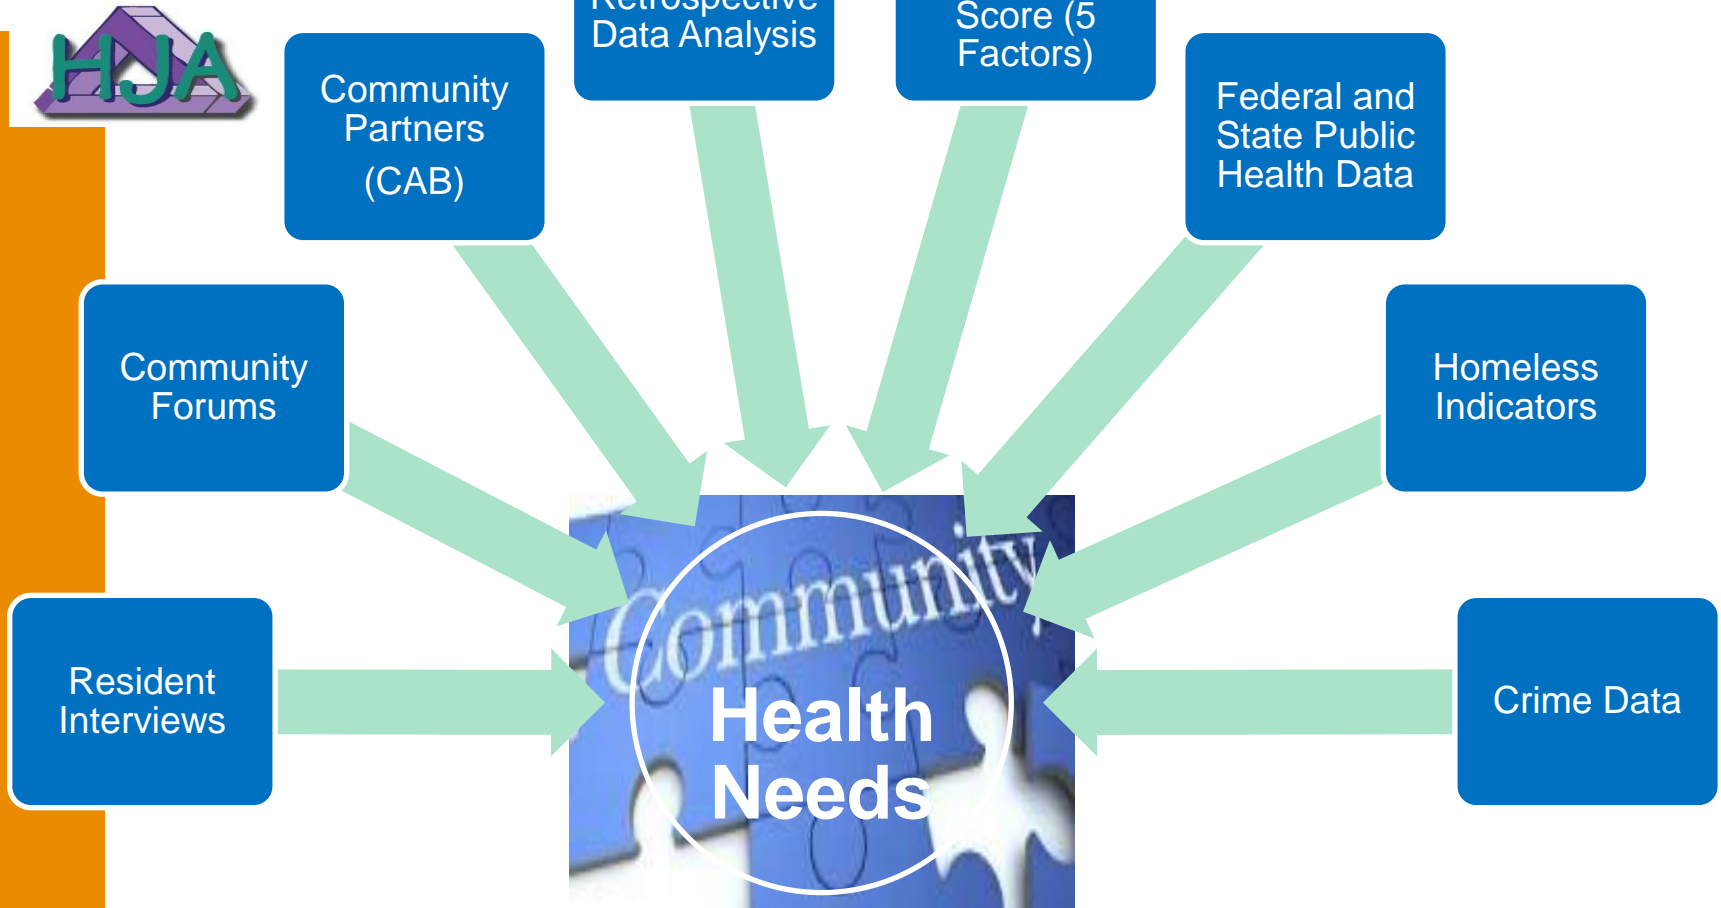 HJA
Retrospective
Data Analysis
Score (5
Factors)
Community
Partners
(CAB)
Federal and
State Public
Health Data
Community
Forums
Homeless
Indicators
Resident
Interviews
Crime Data
Community
Health
Needs